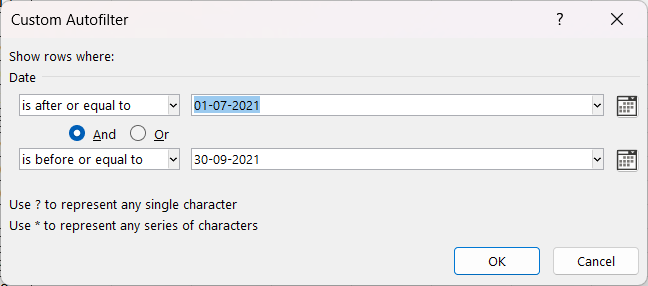 Custom Autofilter ?
Show rows where:
Date
is after or equal to 01-07-2021
And Or
is before or equal to 30-09-2021
Use ? to represent any single character
Use * to represent any series of characters
OK Cancel